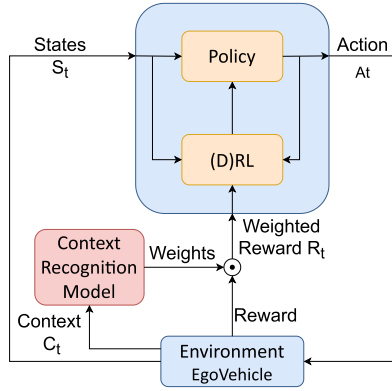 States
St
Policy
Action
At
(D)RL
Weighted
Reward Rt
Context
Recognition
Model
Weights
Context
Ct
Reward
Environment
EgoVehicle